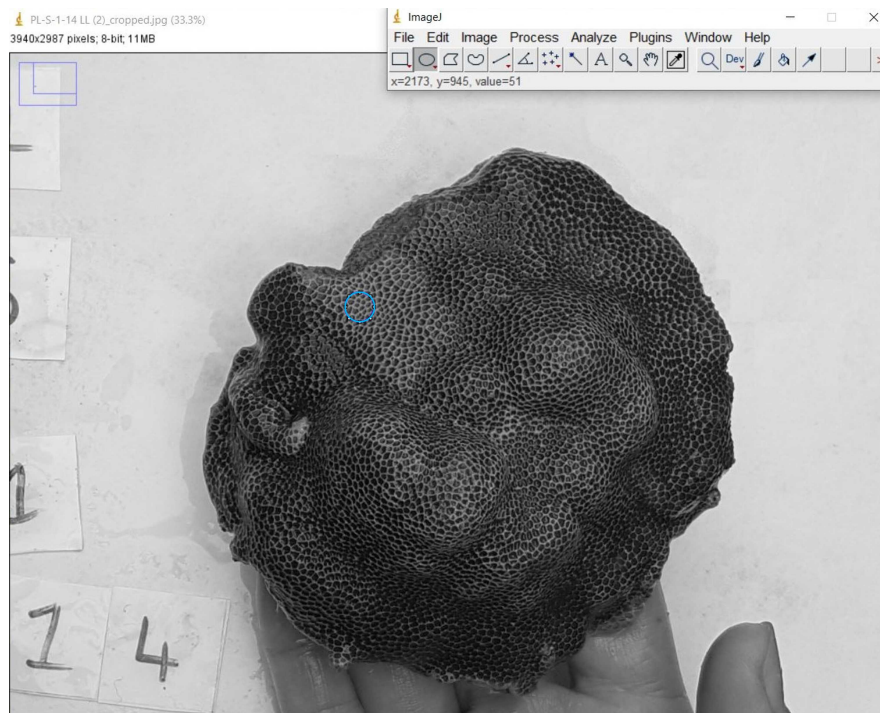 PL-S-1-14 LL (2)_cropped.jpg (33.3%)
3940x2987 pixels; 8-bit; 11MB
ImageJ
File Edit Image Process Analyze Plugins Window Help
A Dev
x=2173, y=945, value=51
1 4